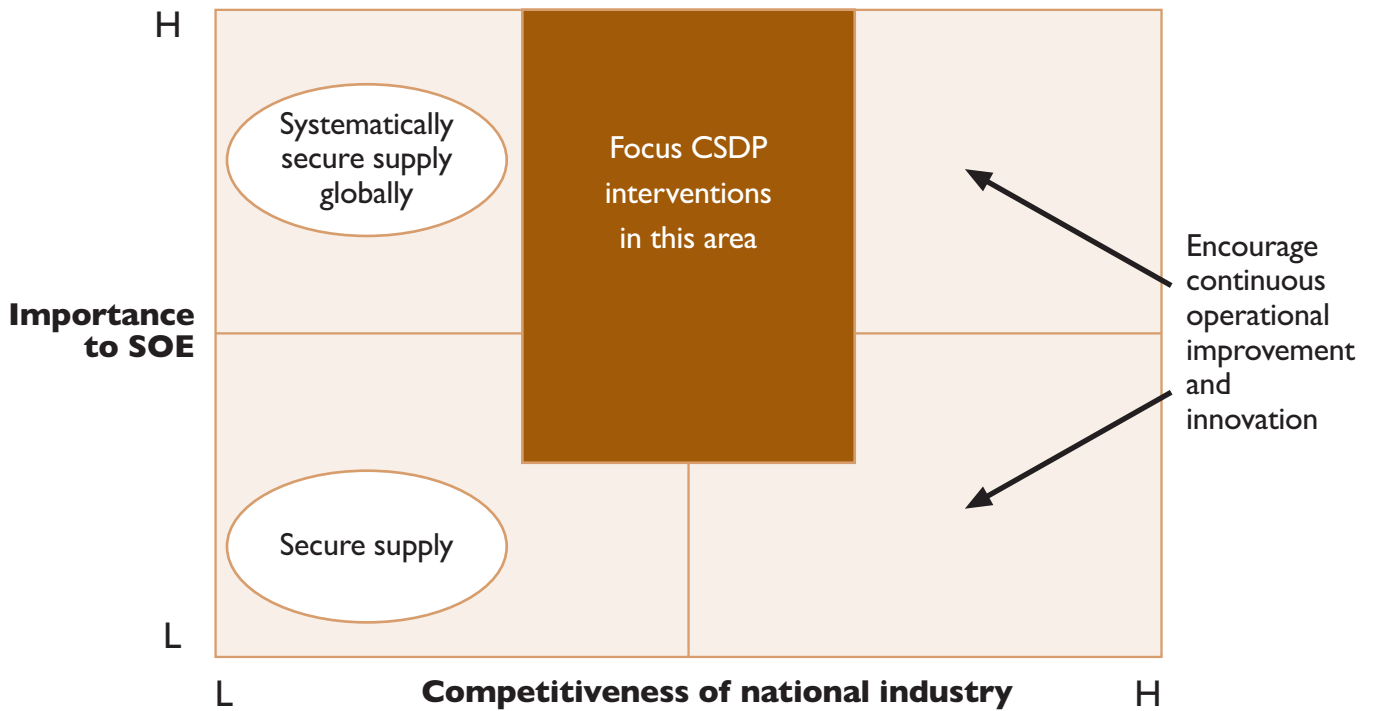 H
Systematically
secure supply
globally
Focus CSDP
interventions
in this area
Encourage
continuous
operational
improvement
and
innovation
Importance
to SOE
Secure supply
L
L
Competitiveness of national industry
H